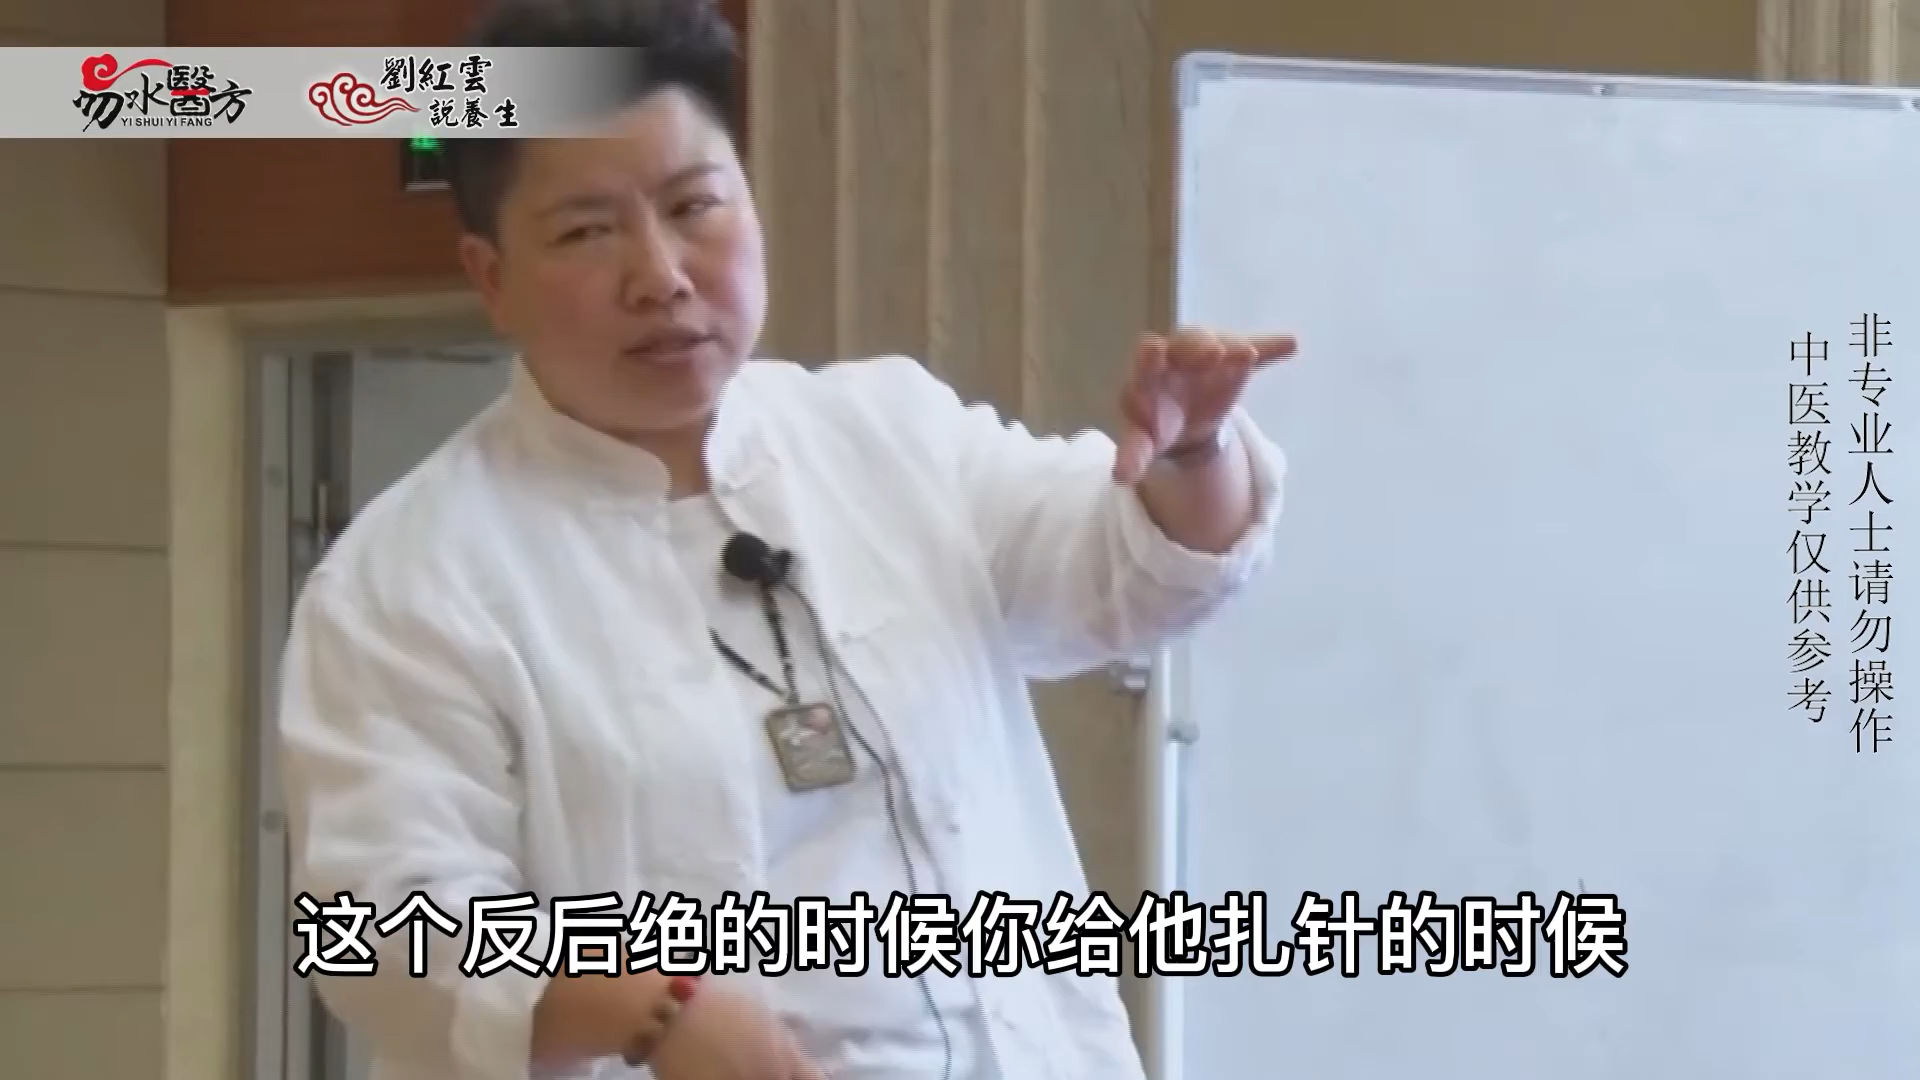 易水醫方
YI SHUI YI FANG
劉紅雲
説養生
非专业人士请勿操作
中医教学仅供参考
这个反后绝的时候你给他扎针的时候